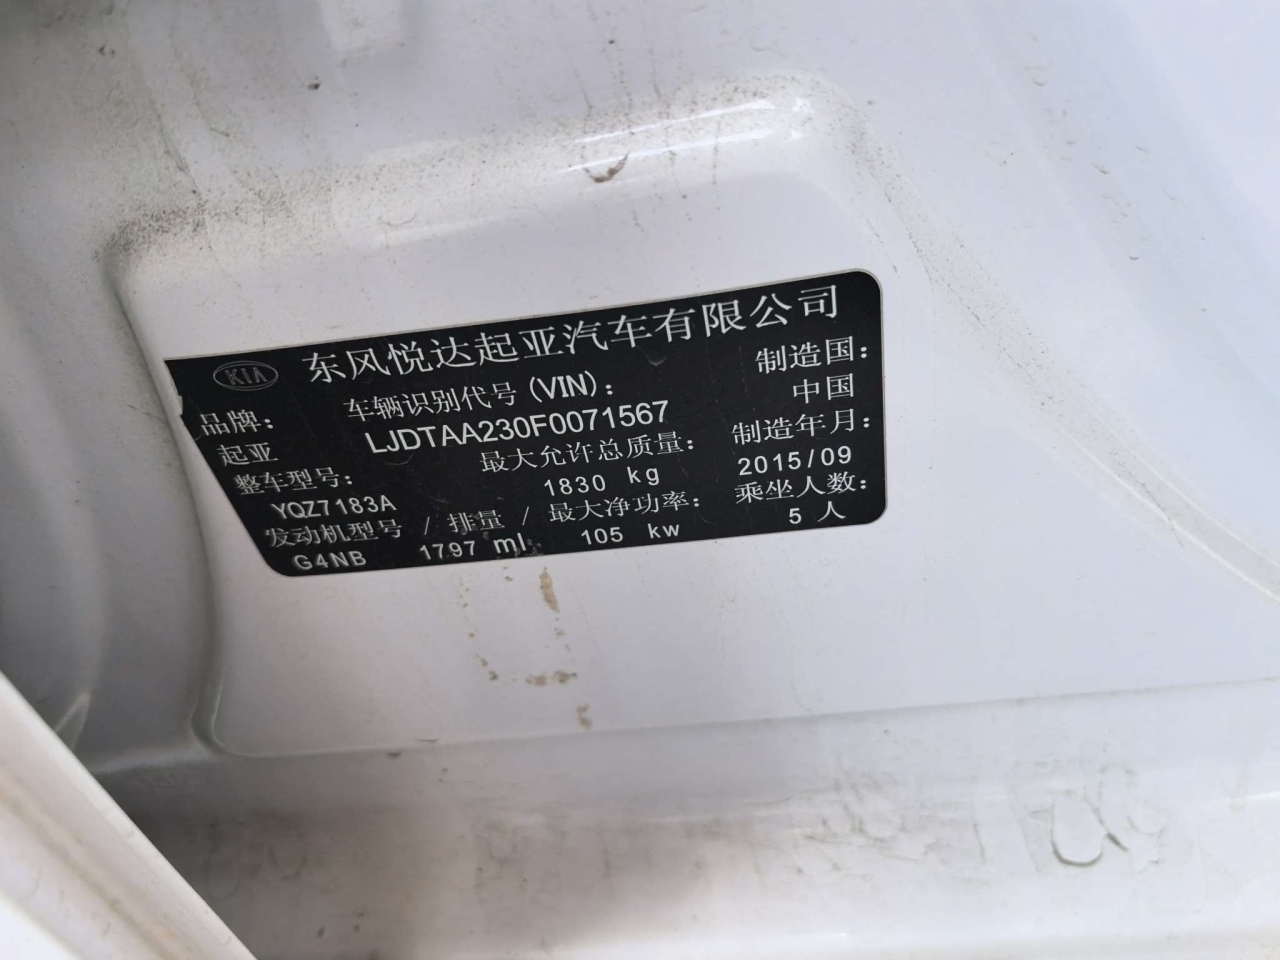 KIA 东风悦达起亚汽车有限公司
品牌: 车辆识别代号 (VIN): 制造国:
起亚 LJDTAA230F0071567 中国
整车型号: 最大允许总质量: 制造年月:
YQZ7183A 1830 kg 2015/09
发动机型号 / 排量 / 最大净功率: 乘坐人数:
G4NB 1797 ml 105 kw 5 人